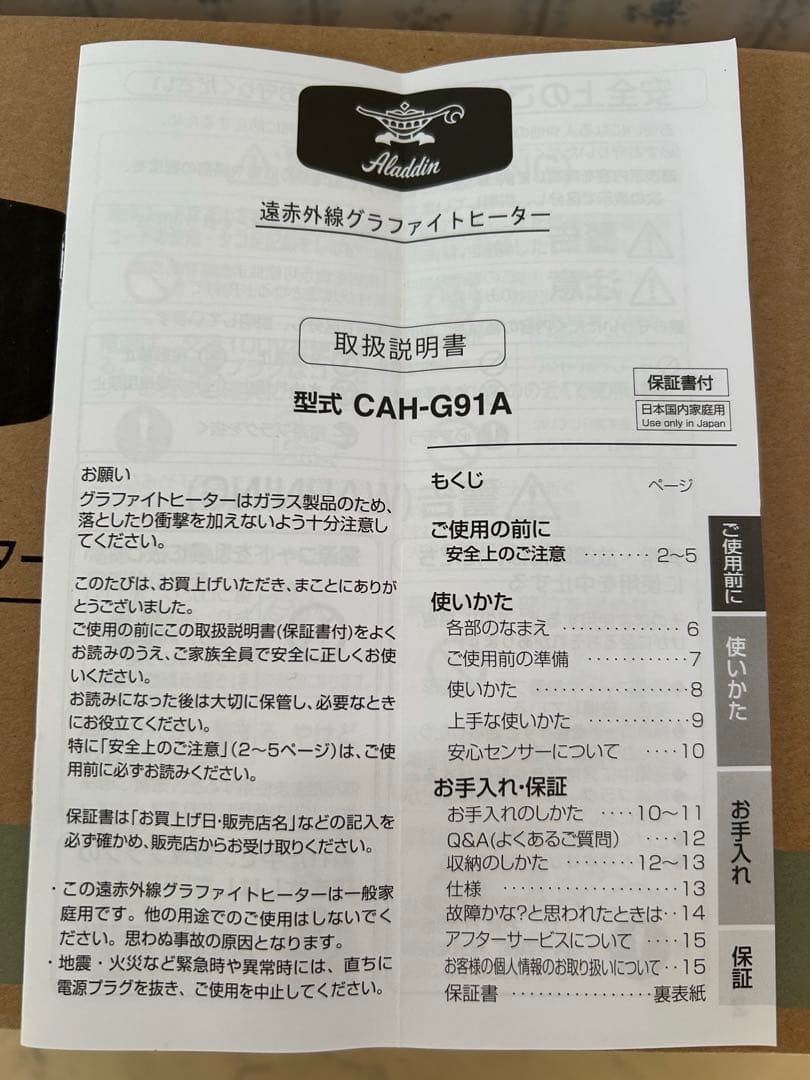 Aladdin
遠赤外線グラファイトヒーター
取扱説明書
型式 CAH-G91A
保証書付
日本国内家庭用
Use only in Japan
お願い
グラファイトヒーターはガラス製品のため、
落としたり衝撃を加えないよう十分注意し
てください。
このたびは、お買上げいただき、まことにありが
とうございました。
ご使用の前にこの取扱説明書(保証書付)をよく
お読みのうえ、ご家族全員で安全に正しくお使
いください。
お読みになった後は大切に保管し、必要なとき
にお役立てください。
特に「安全上のご注意」(2～5ページ)は、ご使
用前に必ずお読みください。
保証書は「お買上げ日・販売店名」などの記入を
必ず確かめ、販売店からお受け取りください。
・この遠赤外線グラファイトヒーターは一般家
庭用です。他の用途でのご使用はしないでく
ださい。思わぬ事故の原因となります。
・地震・火災など緊急時や異常時には、直ちに
電源プラグを抜き、ご使用を中止してください。
もくじ ページ
ご使用の前に
安全上のご注意 ‥‥‥‥ 2～5
使いかた
各部のなまえ ‥‥‥‥‥‥ 6
ご使用前の準備 ‥‥‥‥‥‥ 7
使いかた ‥‥‥‥‥‥‥‥ 8
上手な使いかた ‥‥‥‥‥ 9
安心センサーについて ‥‥ 10
お手入れ・保証
お手入れのしかた ‥‥ 10～11
Q&A(よくあるご質問) ‥‥‥ 12
収納のしかた ‥‥‥‥ 12～13
仕様 ‥‥‥‥‥‥‥‥‥ 13
故障かな?と思われたときは‥ 14
アフターサービスについて ‥‥ 15
お客様の個人情報のお取り扱いについて‥ 15
保証書 ‥‥‥‥‥‥‥ 裏表紙
ご使用前に
使いかた
お手入れ
保証